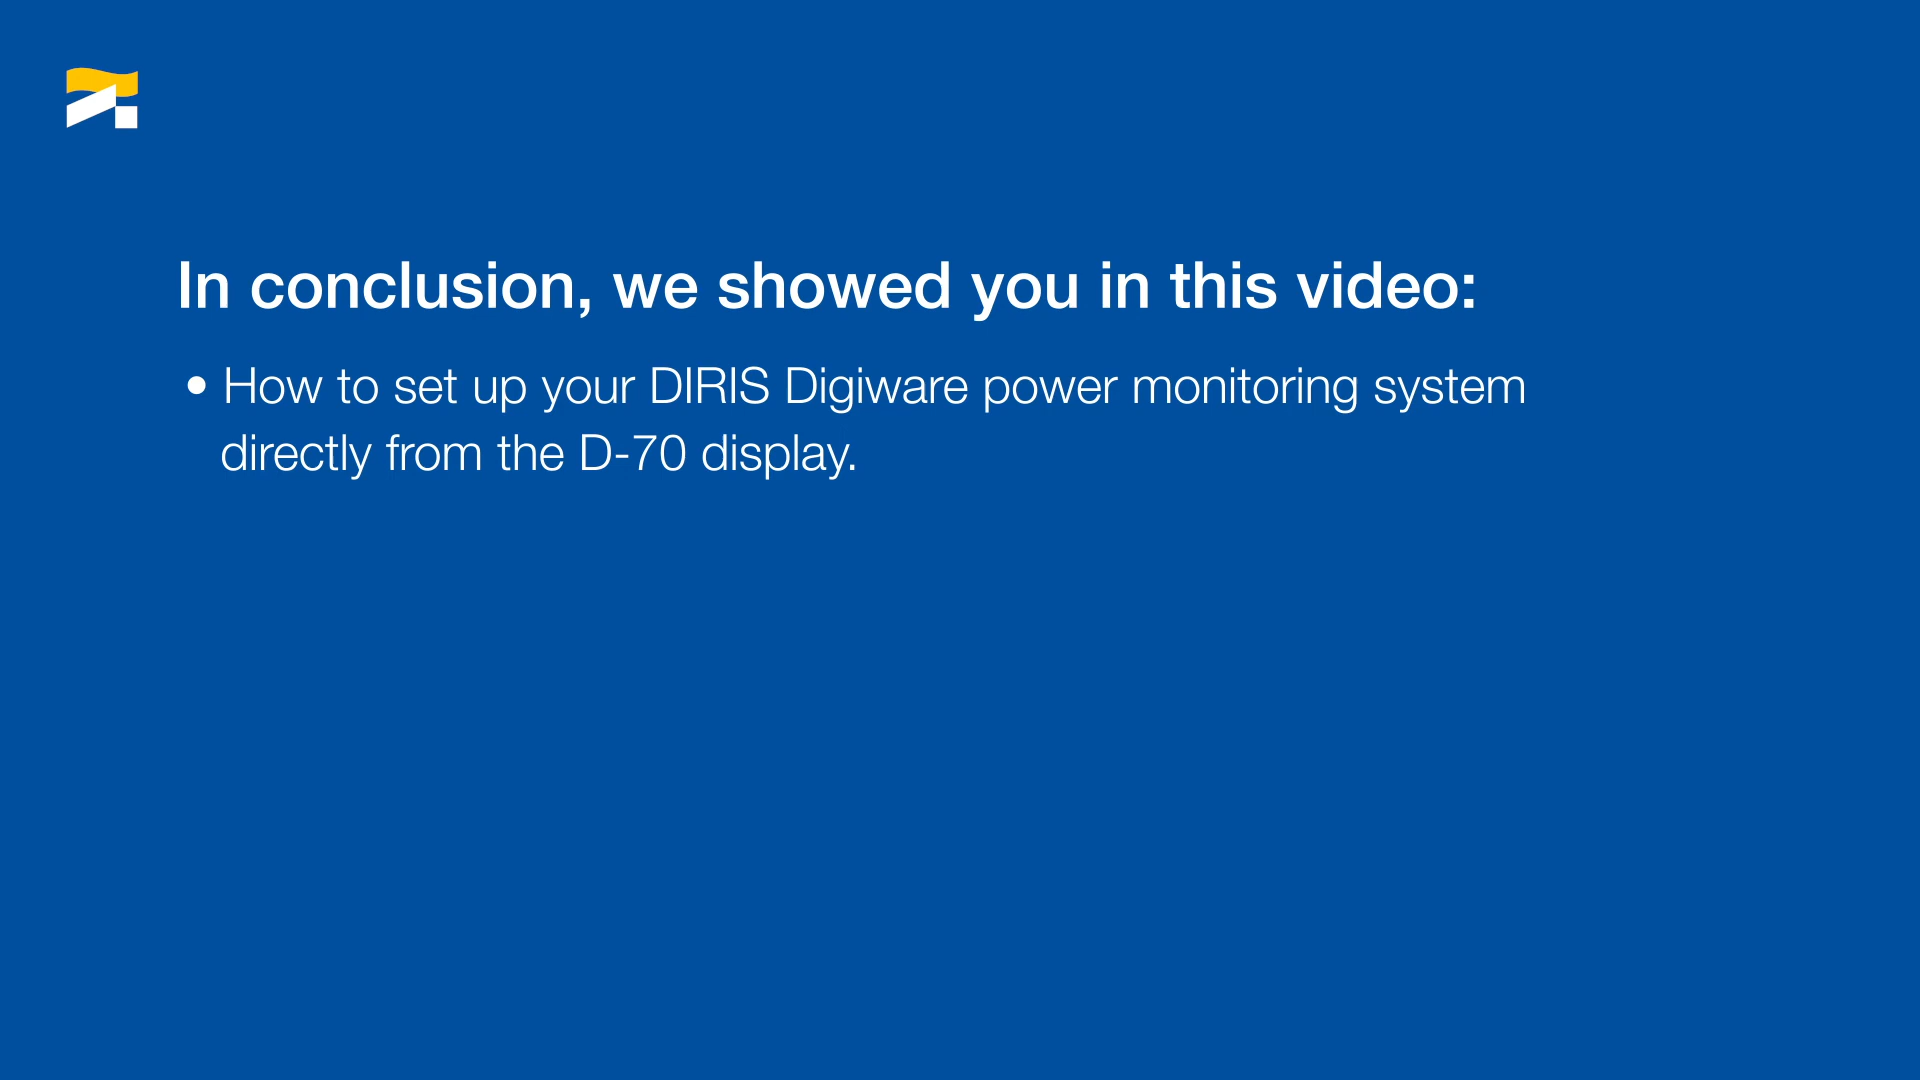 In conclusion, we showed you in this video:
• How to set up your DIRIS Digiware power monitoring system
directly from the D-70 display.